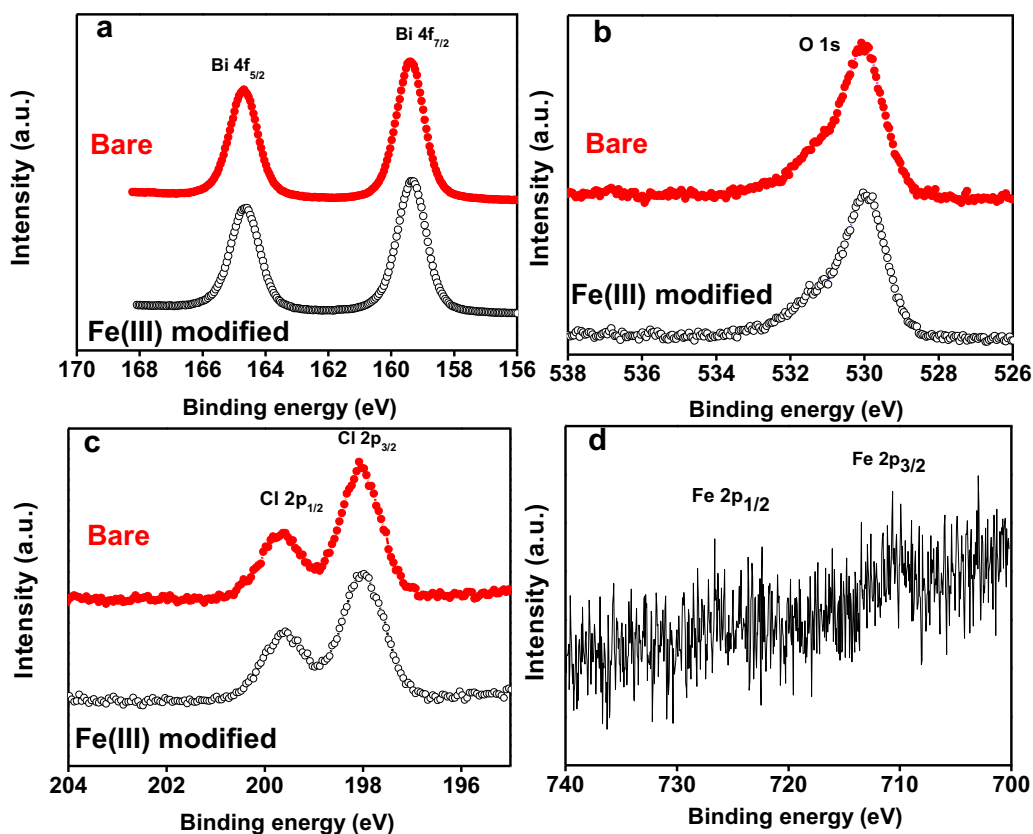 a
Bi 4f5/2
Bi 4f7/2
Bare
Fe(III) modified
Intensity (a.u.)
170 168 166 164 162 160 158 156
Binding energy (eV)
b
O 1s
Bare
Fe(III) modified
Intensity (a.u.)
538 536 534 532 530 528 526
Binding energy (eV)
c
Cl 2p3/2
Cl 2p1/2
Bare
Fe(III) modified
Intensity (a.u.)
204 202 200 198 196
Binding energy (eV)
d
Fe 2p3/2
Fe 2p1/2
Intensity (a.u.)
740 730 720 710 700
Binding energy (eV)